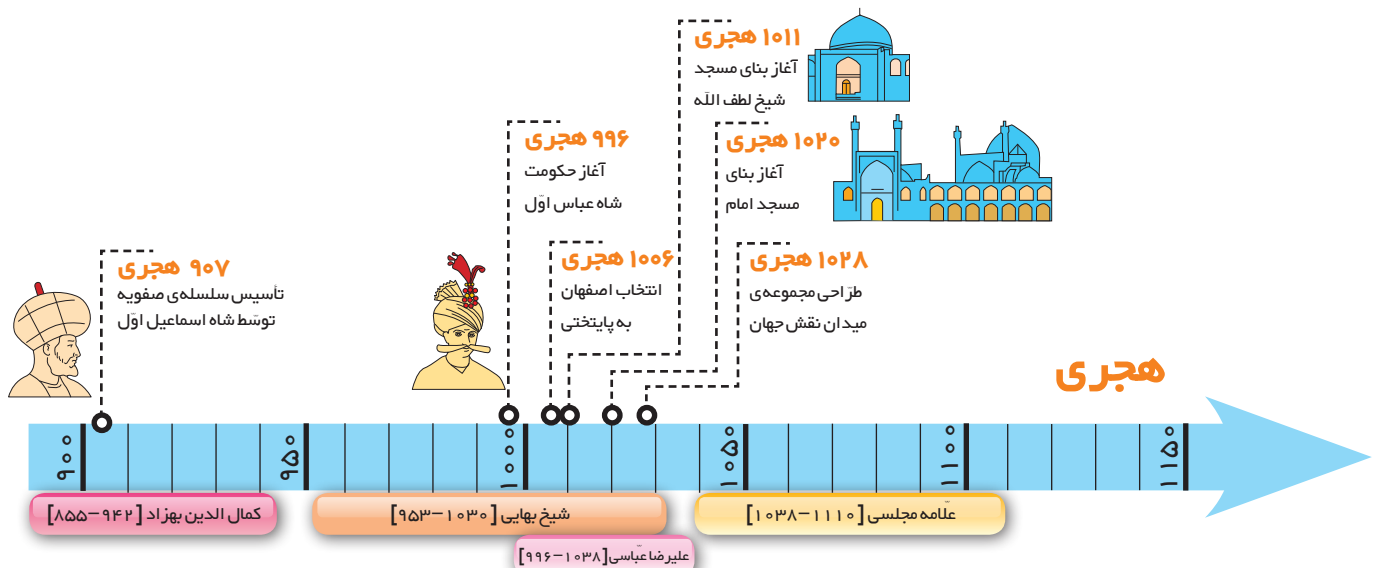 ۱۰۱۱ هجری
آغاز بنای مسجد
شیخ لطف اللّه
۱۰۲۰ هجری
آغاز بنای
مسجد امام
۹۹۶ هجری
آغاز حکومت
شاه عباس اوّل
۹۰۷ هجری
تأسیس سلسله‌ی صفویه
توسّط شاه اسماعیل اوّل
۱۰۰۶ هجری
انتخاب اصفهان
به پایتختی
۱۰۲۸ هجری
طرّاحی مجموعه‌ی
میدان نقش جهان
هجری
۹۰۰
۹۵۰
۱۰۰۰
۱۰۵۰
۱۱۰۰
۱۱۵۰
کمال الدین بهزاد [۹۴۲–۸۵۵]
شیخ بهایی [۱۰۳۰–۹۵۳]
علّامه مجلسی [۱۱۱۰–۱۰۳۸]
علیرضا عبّاسی [۱۰۳۸–۹۹۶]